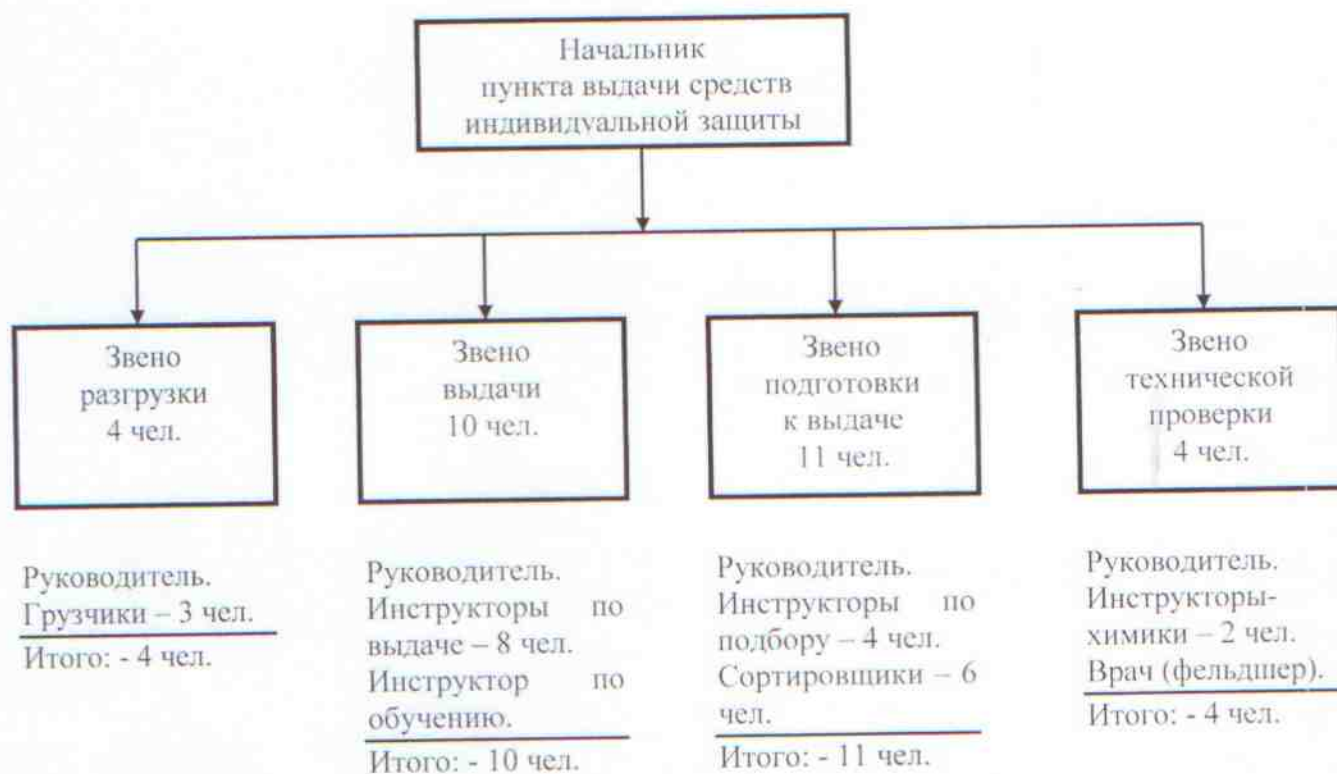 Начальник
пункта выдачи средств
индивидуальной защиты
Звено
разгрузки
4 чел.
Звено
выдачи
10 чел.
Звено
подготовки
к выдаче
11 чел.
Звено
технической
проверки
4 чел.
Руководитель.
Грузчики – 3 чел.
Итого: - 4 чел.
Руководитель.
Инструкторы по
выдаче – 8 чел.
Инструктор по
обучению.
Итого: - 10 чел.
Руководитель.
Инструкторы по
подбору – 4 чел.
Сортировщики – 6
чел.
Итого: - 11 чел.
Руководитель.
Инструкторы-
химики – 2 чел.
Врач (фельдшер).
Итого: - 4 чел.